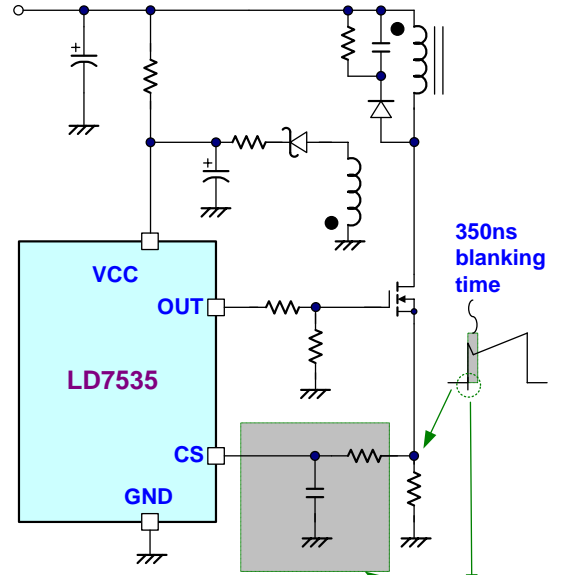 +
+
350ns
blanking
time
VCC
OUT
LD7535
CS
GND